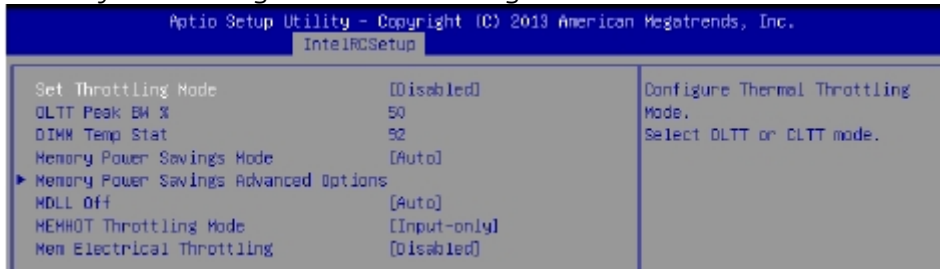 Aptio Setup Utility - Copyright (C) 2013 American Megatrends, Inc.
IntelRCSetup
Set Throttling Mode [Disabled]
OLTT Peak BW % 50
DIMM Temp Stat 92
Memory Power Savings Mode [Auto]
Memory Power Savings Advanced Options
MDLL Off [Auto]
MEMHOT Throttling Mode [Input-only]
Mem Electrical Throttling [Disabled]
Configure Thermal Throttling
Mode.
Select OLTT or CLTT mode.